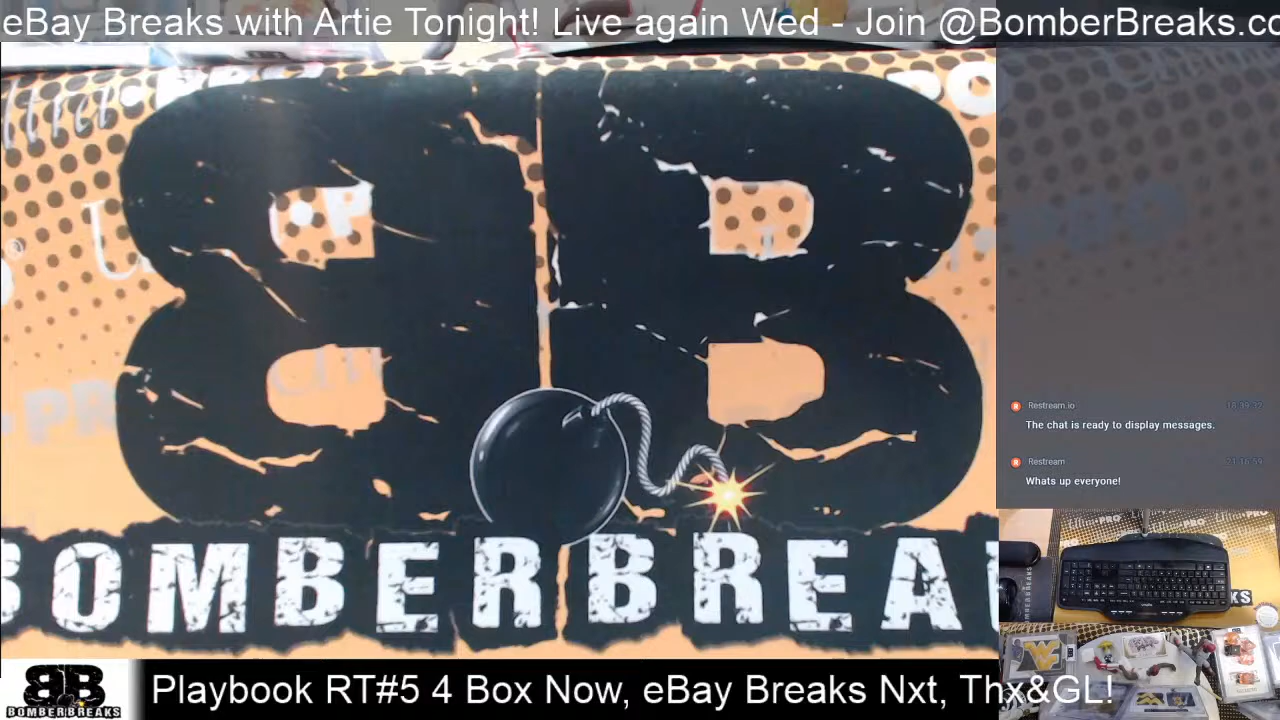 eBay Breaks with Artie Tonight! Live again Wed - Join @BomberBreaks.co
Restream.io
The chat is ready to display messages.
Restream
Whats up everyone!
BOMBERBREA
BOMBERBREAKS
Playbook RT#5 4 Box Now, eBay Breaks Nxt, Thx&GL!